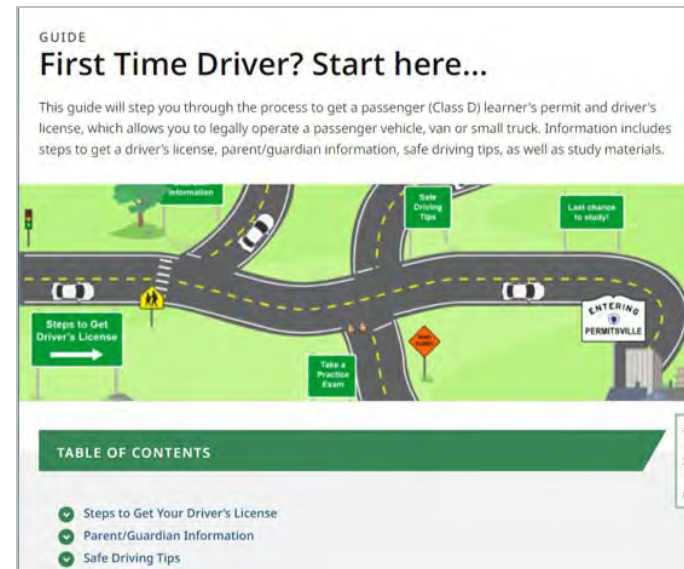 GUIDE
First Time Driver? Start here...
This guide will step you through the process to get a passenger (Class D) learner's permit and driver's
license, which allows you to legally operate a passenger vehicle, van or small truck. Information includes
steps to get a driver's license, parent/guardian information, safe driving tips, as well as study materials.
Information
Safe
Driving
Tips
Last chance
to study!
ENTERING
PERMITSVILLE
Steps to Get
Driver's License
Take a
Practice
Exam
TABLE OF CONTENTS
Steps to Get Your Driver's License
Parent/Guardian Information
Safe Driving Tips